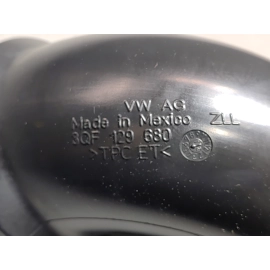 VW AG
Made in Mexico ZLL
3QF 129 680
>TPC ET<